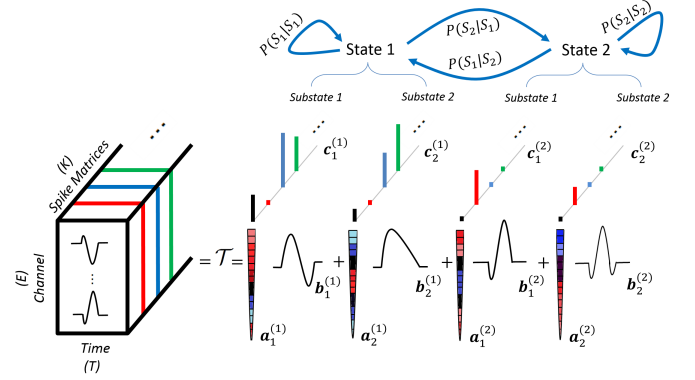 P(S₁|S₁)
P(S₂|S₁)
P(S₂|S₂)
State 1
State 2
P(S₁|S₂)
Substate 1
Substate 2
Substate 1
Substate 2
(K)
Spike Matrices
c₁⁽¹⁾
c₂⁽¹⁾
c₁⁽²⁾
c₂⁽²⁾
(E)
Channel
= 𝒯 =
+
+
+
b₁⁽¹⁾
b₂⁽¹⁾
b₁⁽²⁾
b₂⁽²⁾
a₁⁽¹⁾
a₂⁽¹⁾
a₁⁽²⁾
a₂⁽²⁾
Time
(T)